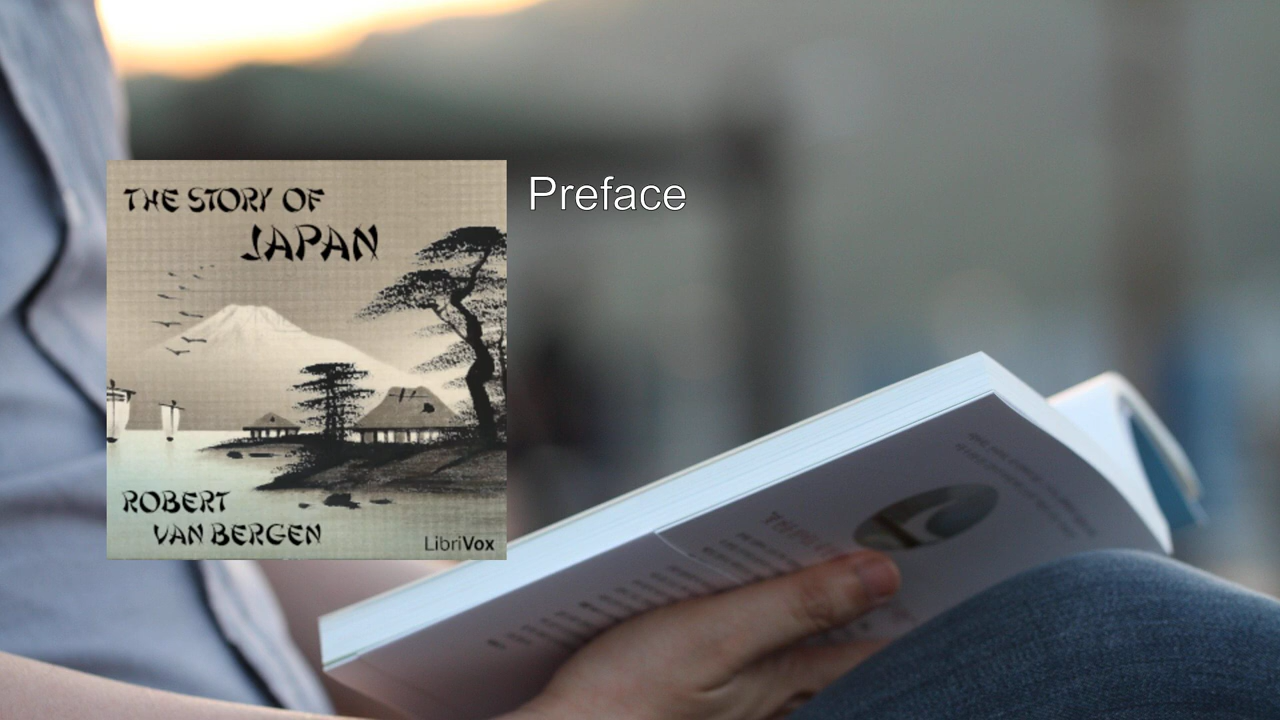 THE STORY OF
JAPAN
ROBERT
VAN BERGEN
LibriVox
Preface